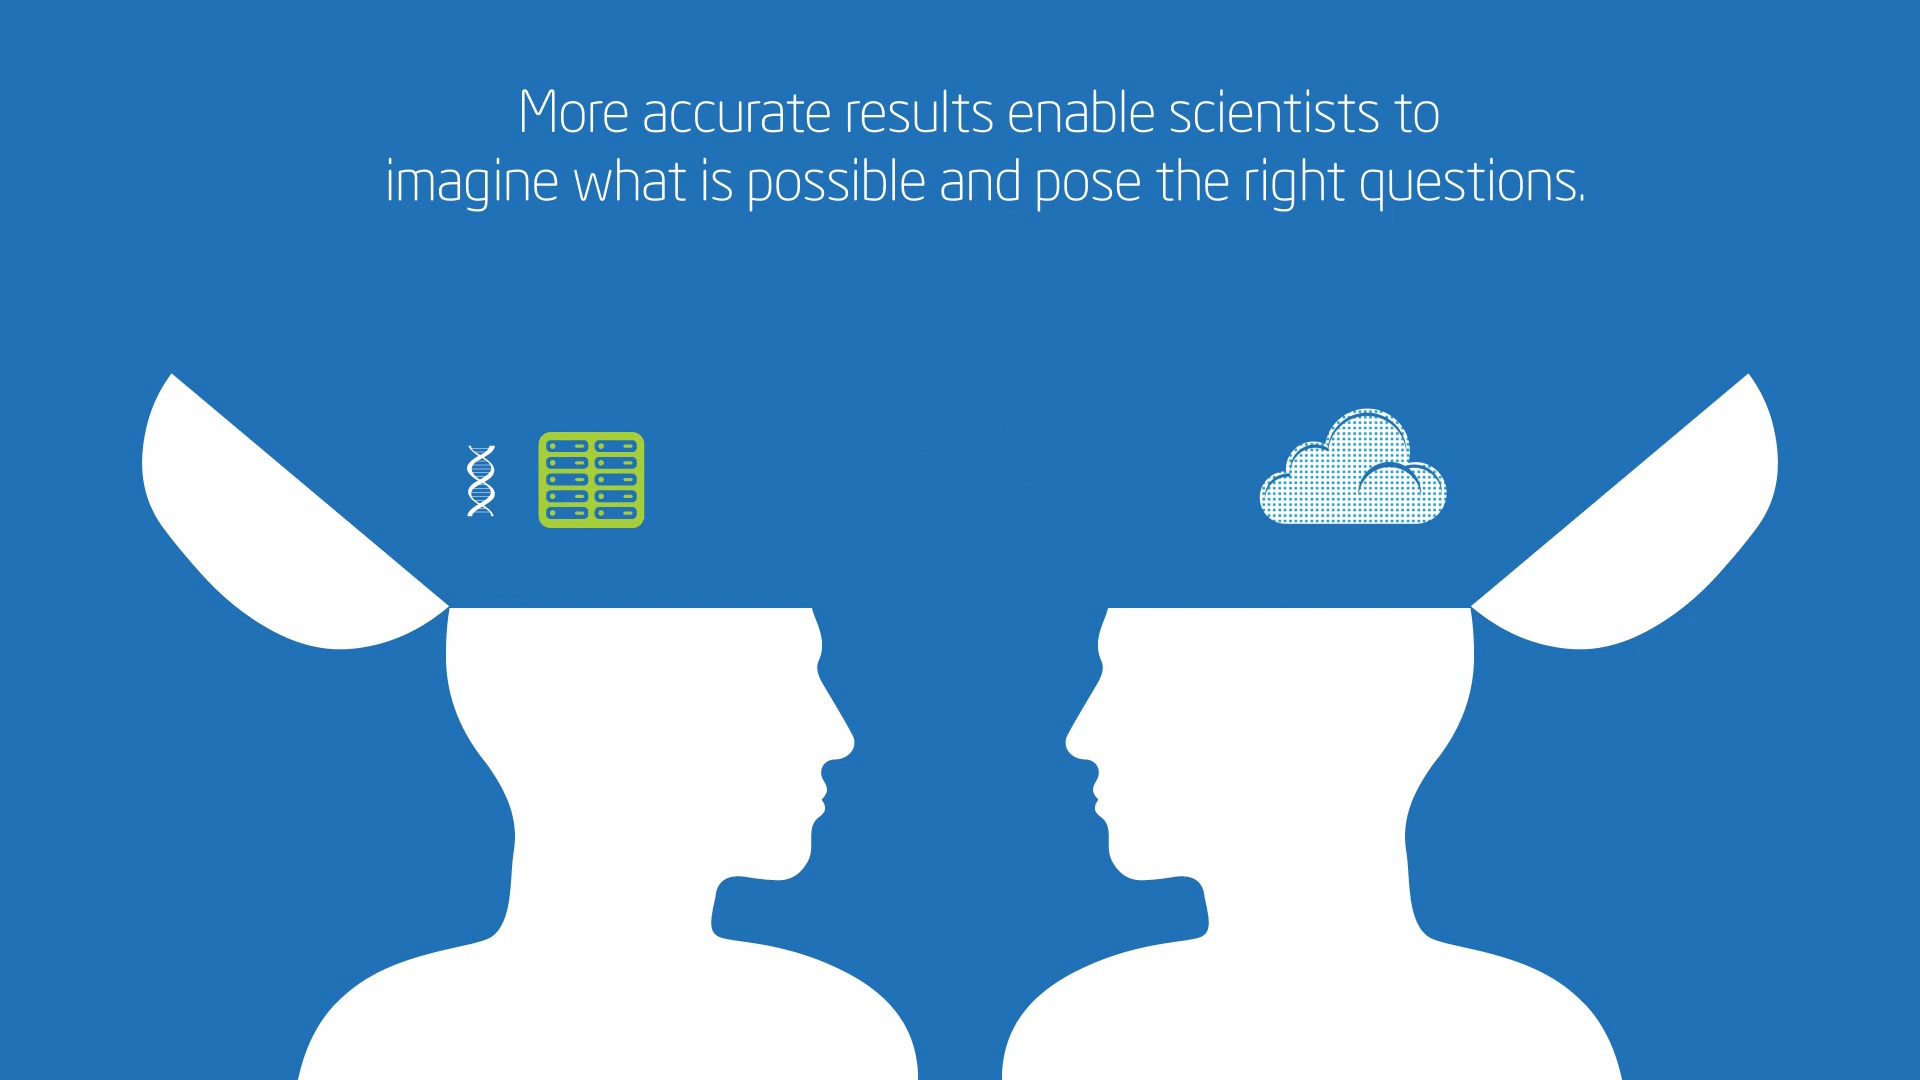 More accurate results enable scientists to
imagine what is possible and pose the right questions.